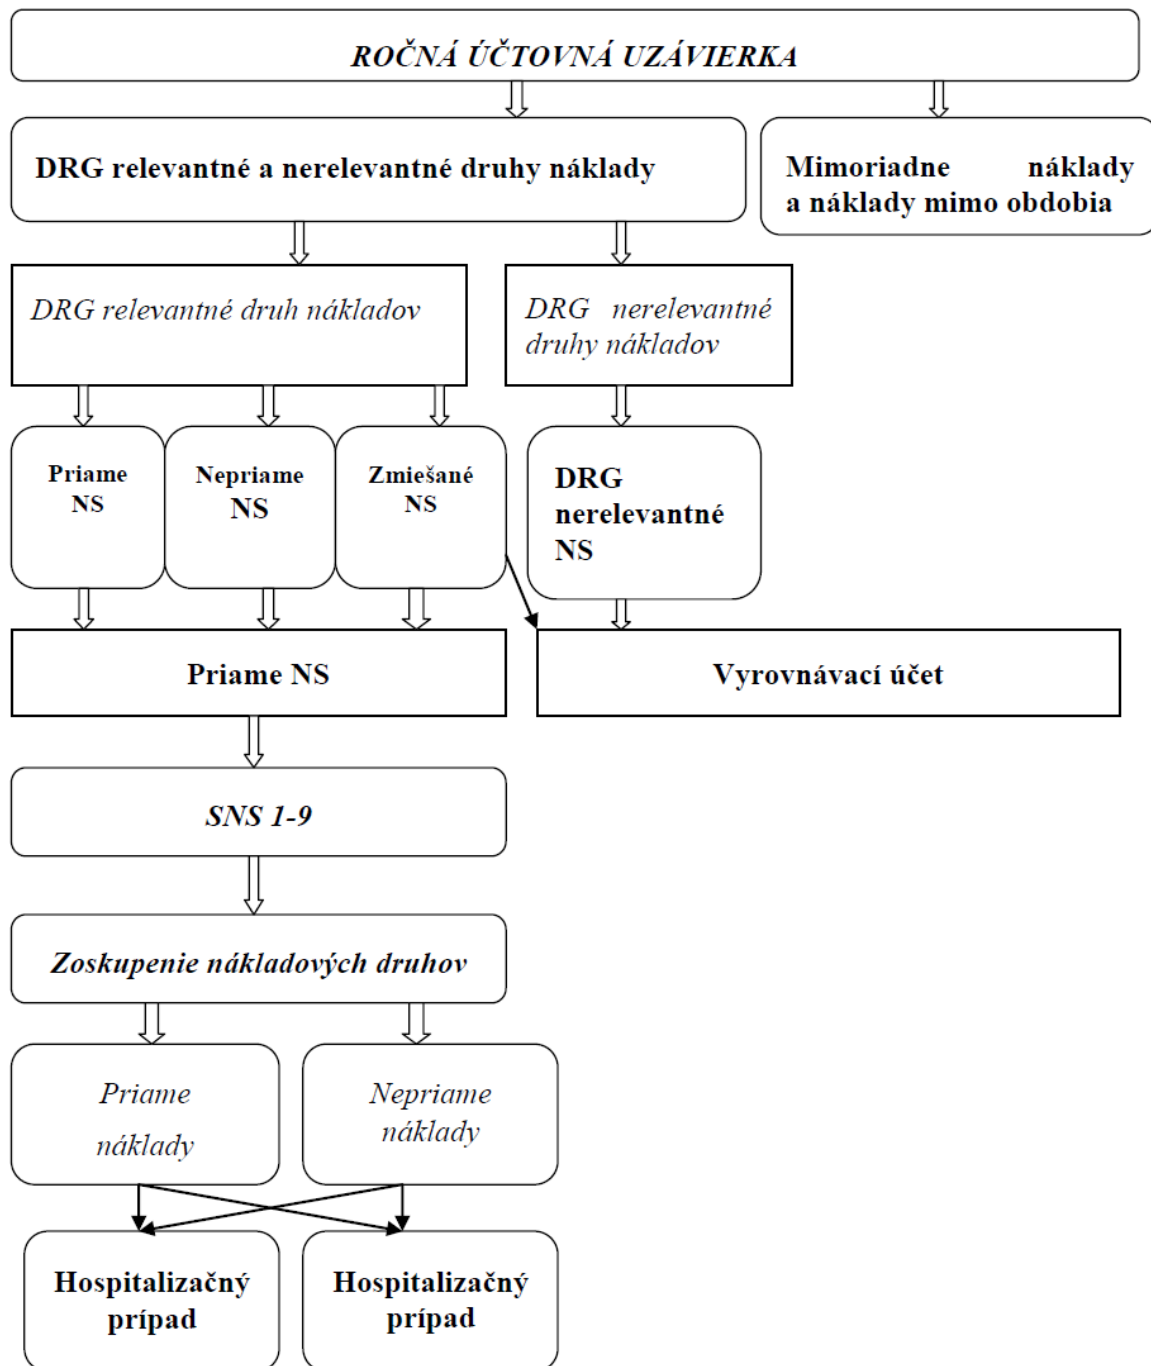 ROČNÁ ÚČTOVNÁ UZÁVIERKA
DRG relevantné a nerelevantné druhy náklady
Mimoriadne náklady
a náklady mimo obdobia
DRG relevantné druh nákladov
DRG nerelevantné
druhy nákladov
Priame
NS
Nepriame
NS
Zmiešané
NS
DRG
nerelevantné
NS
Priame NS
Vyrovnávací účet
SNS 1-9
Zoskupenie nákladových druhov
Priame
náklady
Nepriame
náklady
Hospitalizačný
prípad
Hospitalizačný
prípad